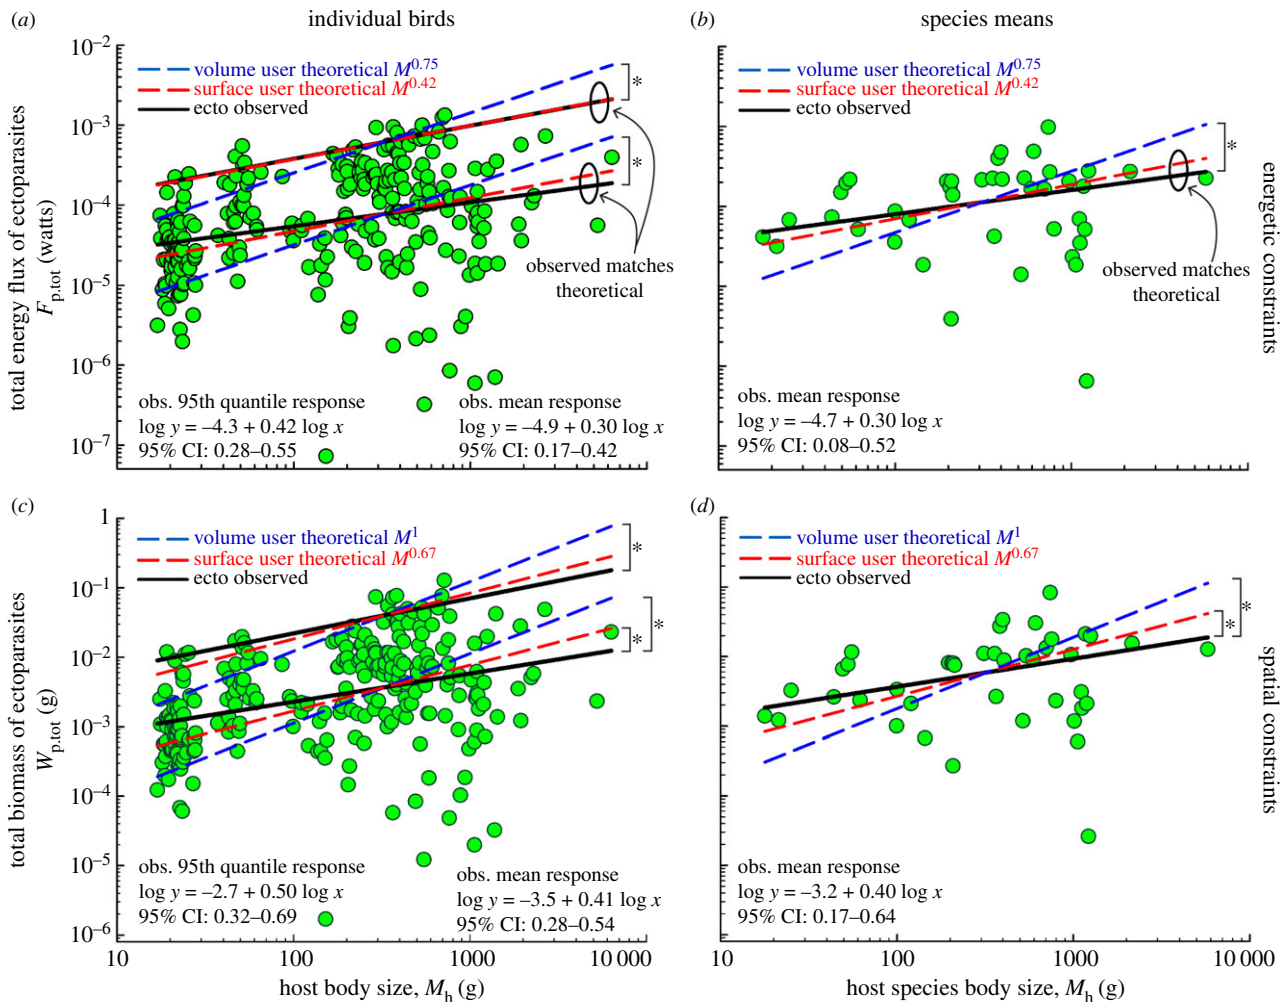 (a) individual birds
(b) species means
total energy flux of ectoparasites
F_p.tot (watts)
10^−2
10^−3
10^−4
10^−5
10^−6
10^−7
volume user theoretical M^0.75
surface user theoretical M^0.42
ecto observed
*
*
observed matches
theoretical
obs. 95th quantile response
log y = −4.3 + 0.42 log x
95% CI: 0.28–0.55
obs. mean response
log y = −4.9 + 0.30 log x
95% CI: 0.17–0.42
10 100 1000 10 000
volume user theoretical M^0.75
surface user theoretical M^0.42
ecto observed
*
observed matches
theoretical
obs. mean response
log y = −4.7 + 0.30 log x
95% CI: 0.08–0.52
10 100 1000 10 000
energetic constraints
(c)
total biomass of ectoparasites
W_p.tot (g)
1
10^−1
10^−2
10^−3
10^−4
10^−5
10^−6
volume user theoretical M^1
surface user theoretical M^0.67
ecto observed
*
*
*
obs. 95th quantile response
log y = −2.7 + 0.50 log x
95% CI: 0.32–0.69
obs. mean response
log y = −3.5 + 0.41 log x
95% CI: 0.28–0.54
10 100 1000 10 000
host body size, M_h (g)
(d)
volume user theoretical M^1
surface user theoretical M^0.67
ecto observed
*
*
obs. mean response
log y = −3.2 + 0.40 log x
95% CI: 0.17–0.64
10 100 1000 10 000
host species body size, M_h (g)
spatial constraints